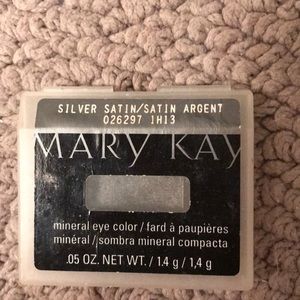 SILVER SATIN/SATIN ARGENT
026297 1H13
MARY KAY
mineral eye color / fard à paupières
minéral / sombra mineral compacta
.05 OZ. NET WT. / 1.4 g / 1,4 g